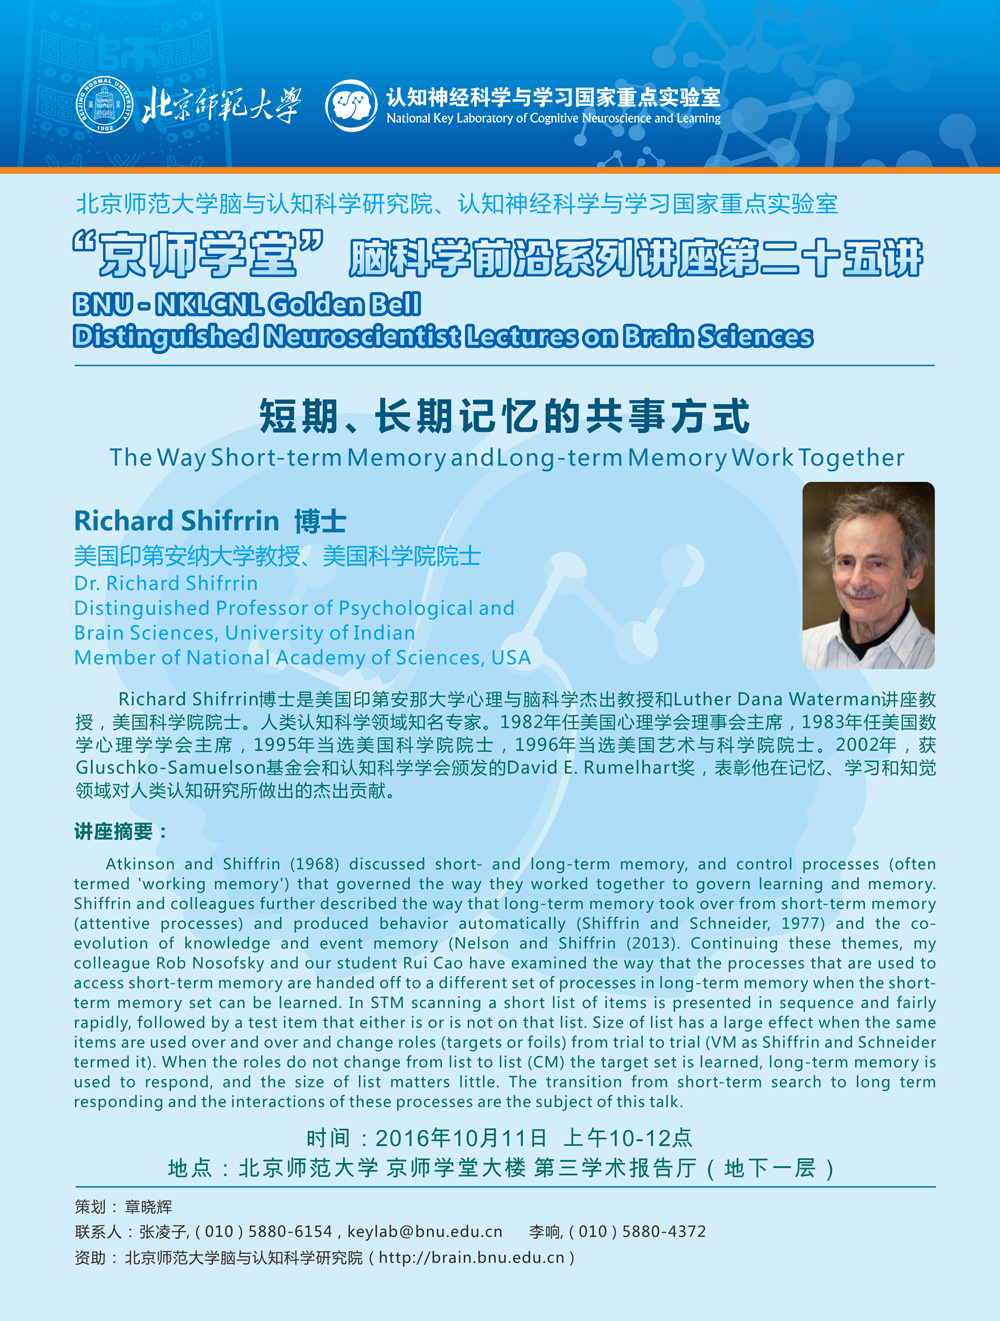 師
BEIJING NORMAL UNIVERSITY
1902
北京师范大学
认知神经科学与学习国家重点实验室
National Key Laboratory of Cognitive Neuroscience and Learning
北京师范大学脑与认知科学研究院、认知神经科学与学习国家重点实验室
“京师学堂” 脑科学前沿系列讲座第二十五讲
BNU - NKLCNL Golden Bell
Distinguished Neuroscientist Lectures on Brain Sciences
短期、长期记忆的共事方式
The Way Short-term Memory andLong-term Memory Work Together
Richard Shifrrin 博士
美国印第安纳大学教授、美国科学院院士
Dr. Richard Shifrrin
Distinguished Professor of Psychological and
Brain Sciences, University of Indian
Member of National Academy of Sciences, USA
Richard Shifrrin博士是美国印第安那大学心理与脑科学杰出教授和Luther Dana Waterman讲座教
授，美国科学院院士。人类认知科学领域知名专家。1982年任美国心理学会理事会主席，1983年任美国数
学心理学学会主席，1995年当选美国科学院院士，1996年当选美国艺术与科学院院士。2002年，获
Gluschko-Samuelson基金会和认知科学学会颁发的David E. Rumelhart奖，表彰他在记忆、学习和知觉
领域对人类认知研究所做出的杰出贡献。
讲座摘要：
Atkinson and Shiffrin (1968) discussed short- and long-term memory, and control processes (often
termed 'working memory') that governed the way they worked together to govern learning and memory.
Shiffrin and colleagues further described the way that long-term memory took over from short-term memory
(attentive processes) and produced behavior automatically (Shiffrin and Schneider, 1977) and the co-
evolution of knowledge and event memory (Nelson and Shiffrin (2013). Continuing these themes, my
colleague Rob Nosofsky and our student Rui Cao have examined the way that the processes that are used to
access short-term memory are handed off to a different set of processes in long-term memory when the short-
term memory set can be learned. In STM scanning a short list of items is presented in sequence and fairly
rapidly, followed by a test item that either is or is not on that list. Size of list has a large effect when the same
items are used over and over and change roles (targets or foils) from trial to trial (VM as Shiffrin and Schneider
termed it). When the roles do not change from list to list (CM) the target set is learned, long-term memory is
used to respond, and the size of list matters little. The transition from short-term search to long term
responding and the interactions of these processes are the subject of this talk.
时间：2016年10月11日 上午10-12点
地点：北京师范大学 京师学堂大楼 第三学术报告厅（地下一层）
策划：章晓辉
联系人：张凌子,（010）5880-6154，keylab@bnu.edu.cn 李响,（010）5880-4372
资助：北京师范大学脑与认知科学研究院（http://brain.bnu.edu.cn）